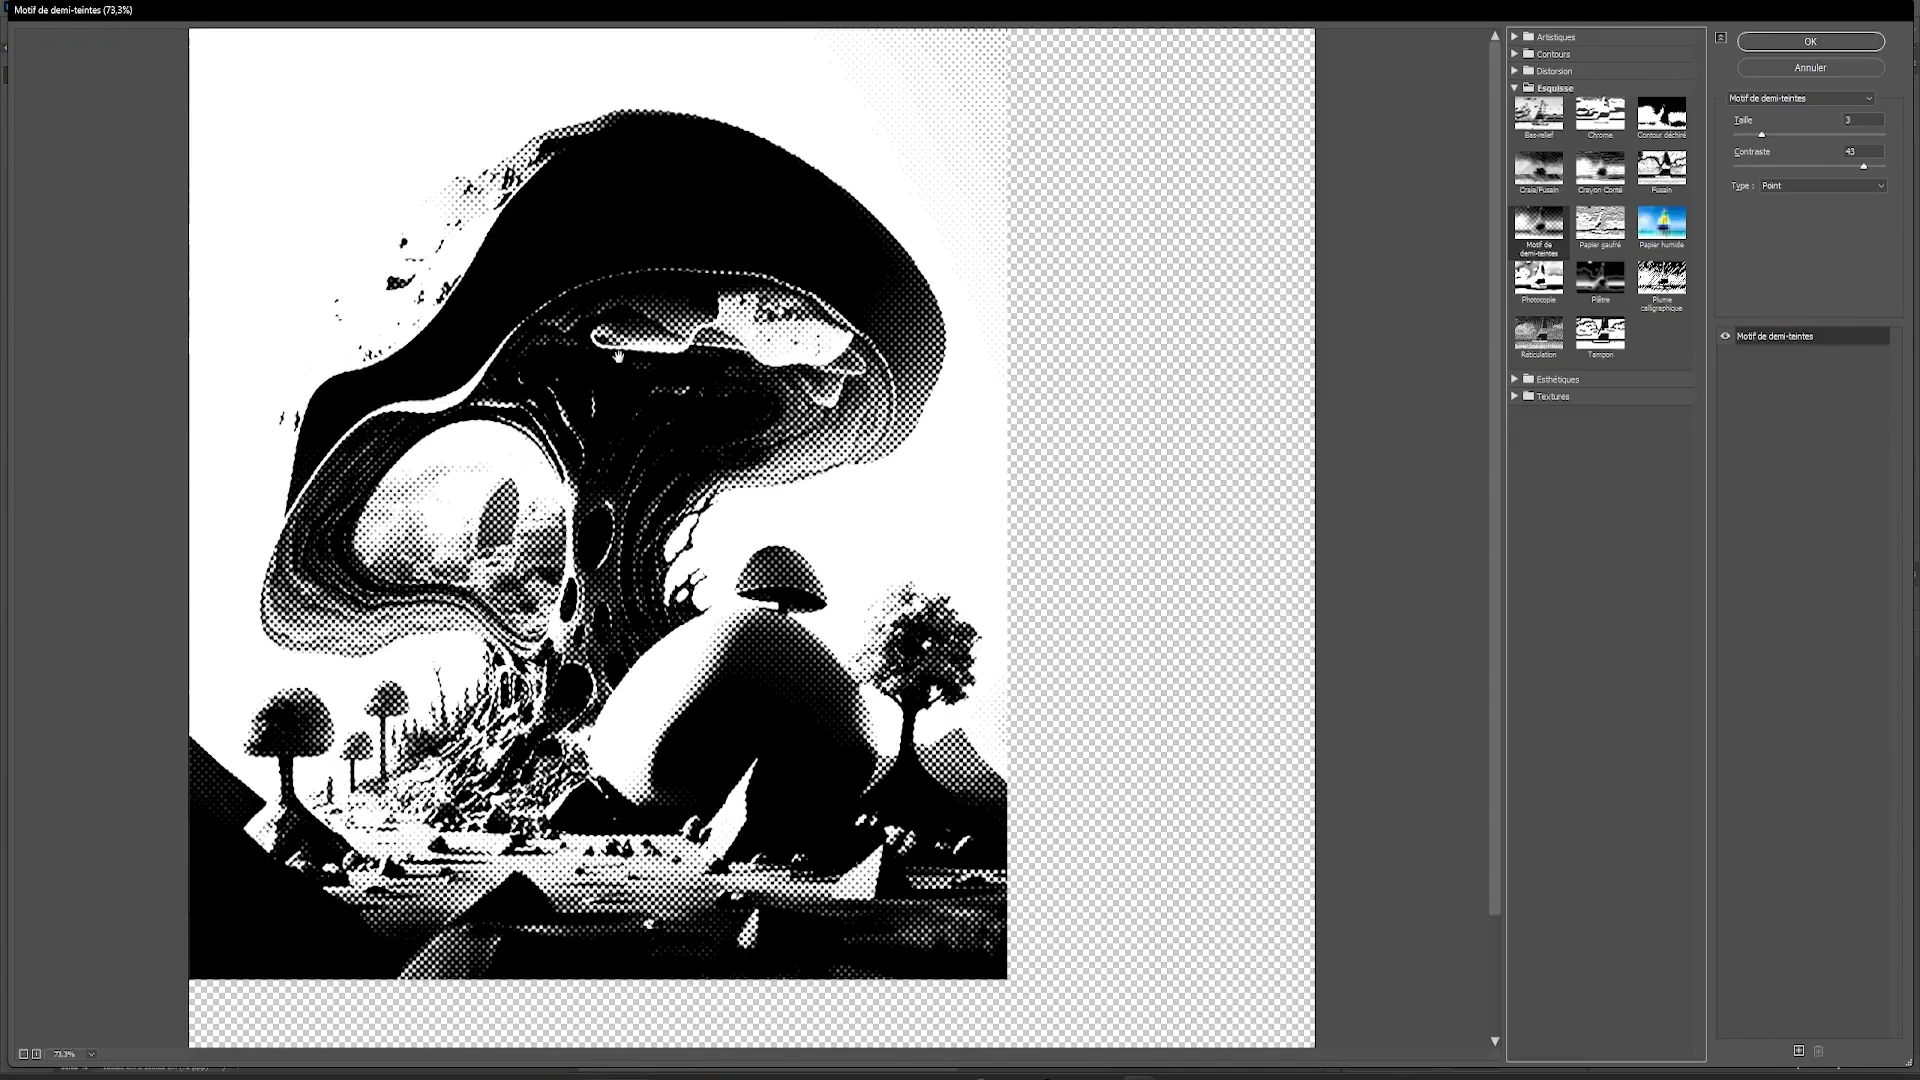 Motif de demi-teintes (73,3%)
Artistiques
Contours
Distorsion
Esquisse
Bas-relief
Chrome
Contour déchiré
Craie/Fusain
Crayon Conté
Fusain
Motif de
demi-teintes
Papier gaufré
Papier humide
Photocopie
Plâtre
Plume
calligraphique
Réticulation
Tampon
Esthétiques
Textures
OK
Annuler
Motif de demi-teintes
Taille
3
Contraste
43
Type : Point
Motif de demi-teintes
73,3%